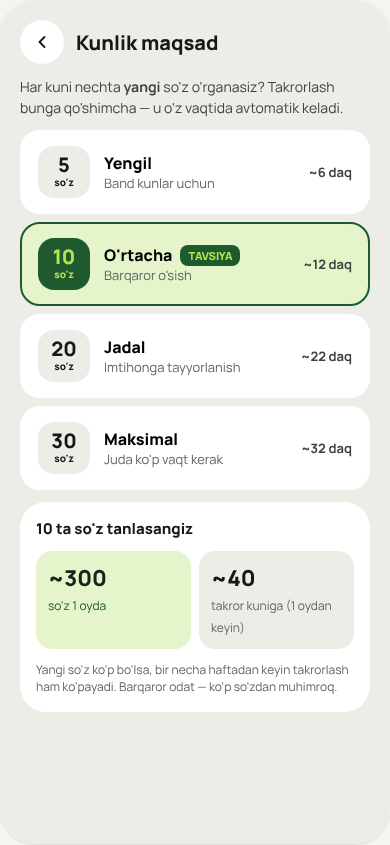 Kunlik maqsad
Har kuni nechta yangi so'z o'rganasiz? Takrorlash
bunga qo'shimcha — u o'z vaqtida avtomatik keladi.
5
so'z
Yengil
Band kunlar uchun
~6 daq
10
so'z
O'rtacha
TAVSIYA
Barqaror o'sish
~12 daq
20
so'z
Jadal
Imtihonga tayyorlanish
~22 daq
30
so'z
Maksimal
Juda ko'p vaqt kerak
~32 daq
10 ta so'z tanlasangiz
~300
so'z 1 oyda
~40
takror kuniga (1 oydan
keyin)
Yangi so'z ko'p bo'lsa, bir necha haftadan keyin takrorlash
ham ko'payadi. Barqaror odat — ko'p so'zdan muhimroq.